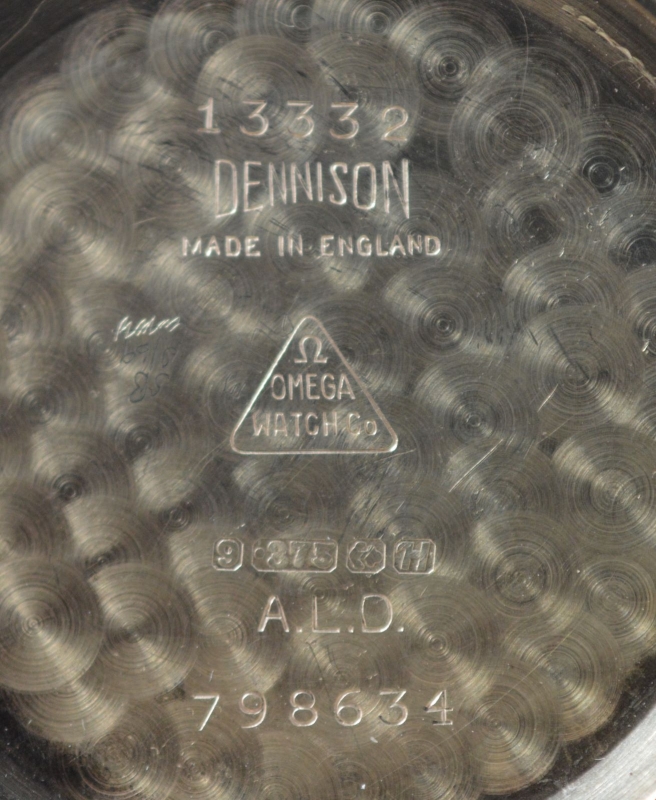 13332
DENNISON
MADE IN ENGLAND
Ω
OMEGA
WATCH Co
9 ·375 H
A.L.D.
798634